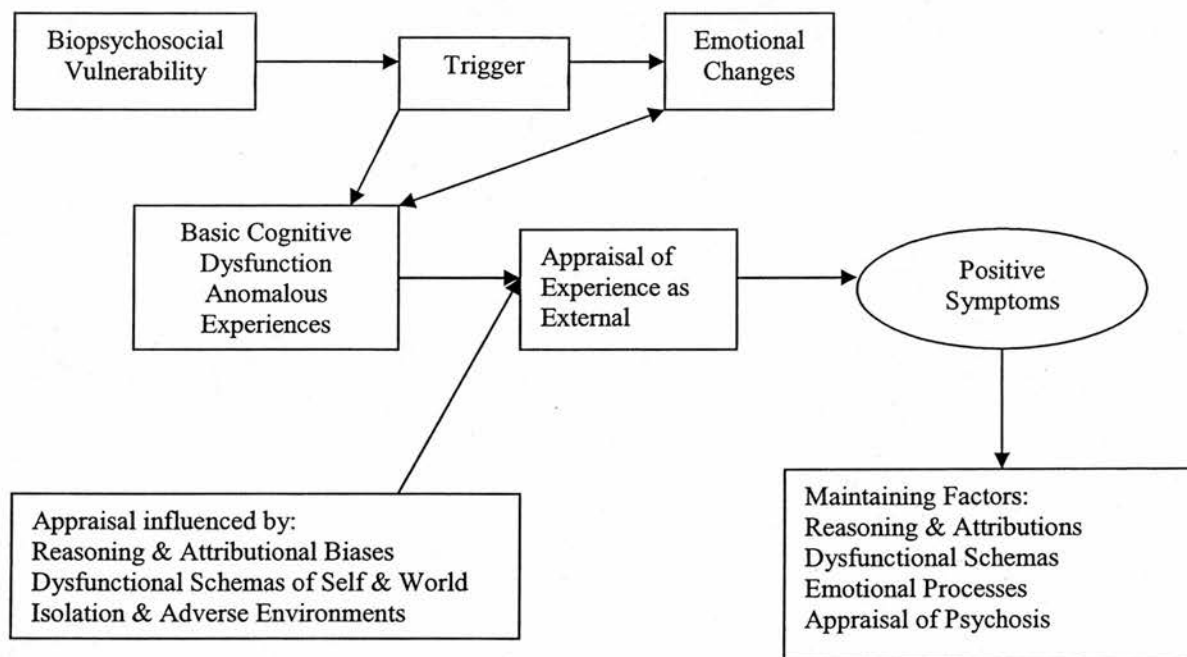 Biopsychosocial
Vulnerability
Trigger
Emotional
Changes
Basic Cognitive
Dysfunction
Anomalous
Experiences
Appraisal of
Experience as
External
Positive
Symptoms
Appraisal influenced by:
Reasoning & Attributional Biases
Dysfunctional Schemas of Self & World
Isolation & Adverse Environments
Maintaining Factors:
Reasoning & Attributions
Dysfunctional Schemas
Emotional Processes
Appraisal of Psychosis